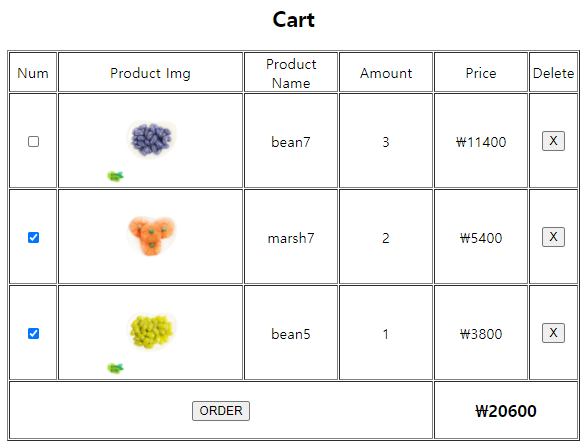 Cart
Num Product Img Product Name Amount Price Delete
bean7 3 ₩11400 X
marsh7 2 ₩5400 X
bean5 1 ₩3800 X
ORDER ₩20600